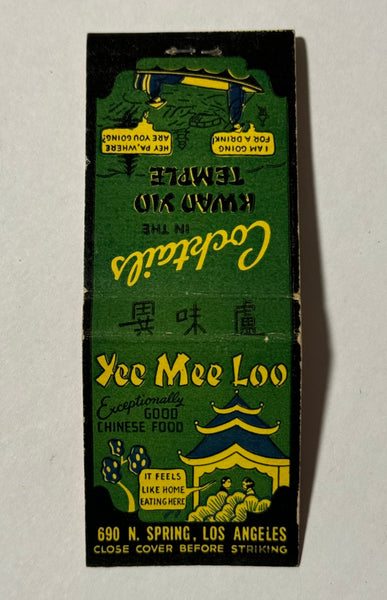 I AM GOING
FOR A DRINK!
HEY PA, WHERE
ARE YOU GOING?
Cocktails
IN THE
KWAN YIO
TEMPLE
異味盧
Yee Mee Loo
Exceptionally
GOOD
CHINESE FOOD
IT FEELS
LIKE HOME
EATING HERE
690 N. SPRING, LOS ANGELES
CLOSE COVER BEFORE STRIKING